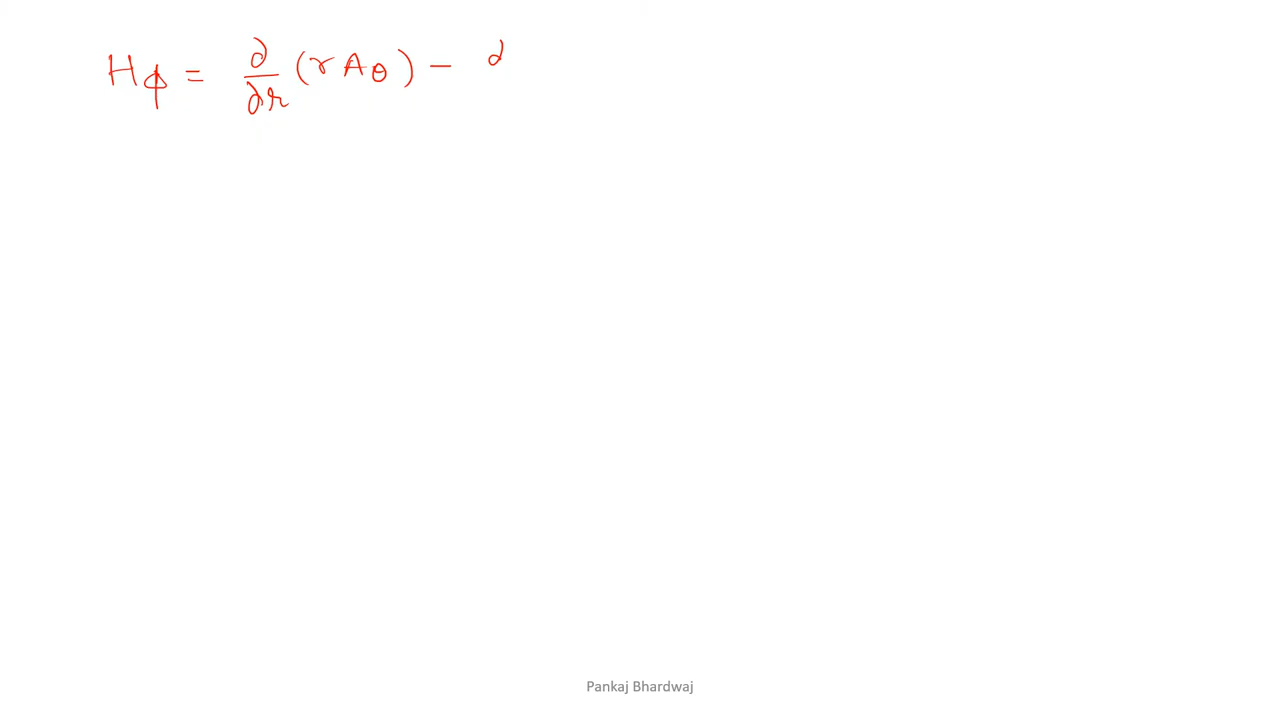 Hϕ = ∂/∂r (r Aθ) − ∂
Pankaj Bhardwaj